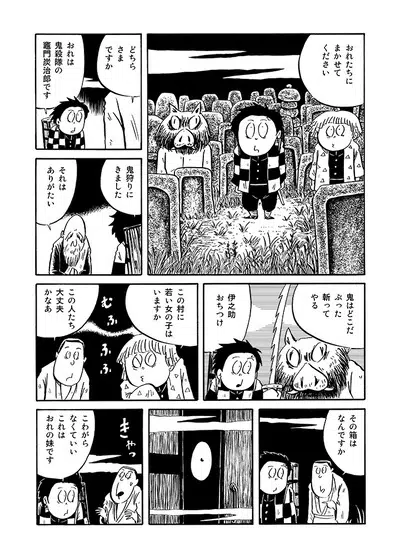 おれたちに
まかせて
ください
どちら
さま
ですか
おれは
鬼殺隊の
竈門炭治郎です
鬼狩りに
きました
それは
ありがたい
鬼はどこだ
ぶった
斬って
やる
伊之助
おちつけ
この村に
若い女の子は
いますか
むふふふ
この人たち
大丈夫
かなあ
その箱は
なんですか
きゃっ
こわがら
なくていい
これは
おれの妹です